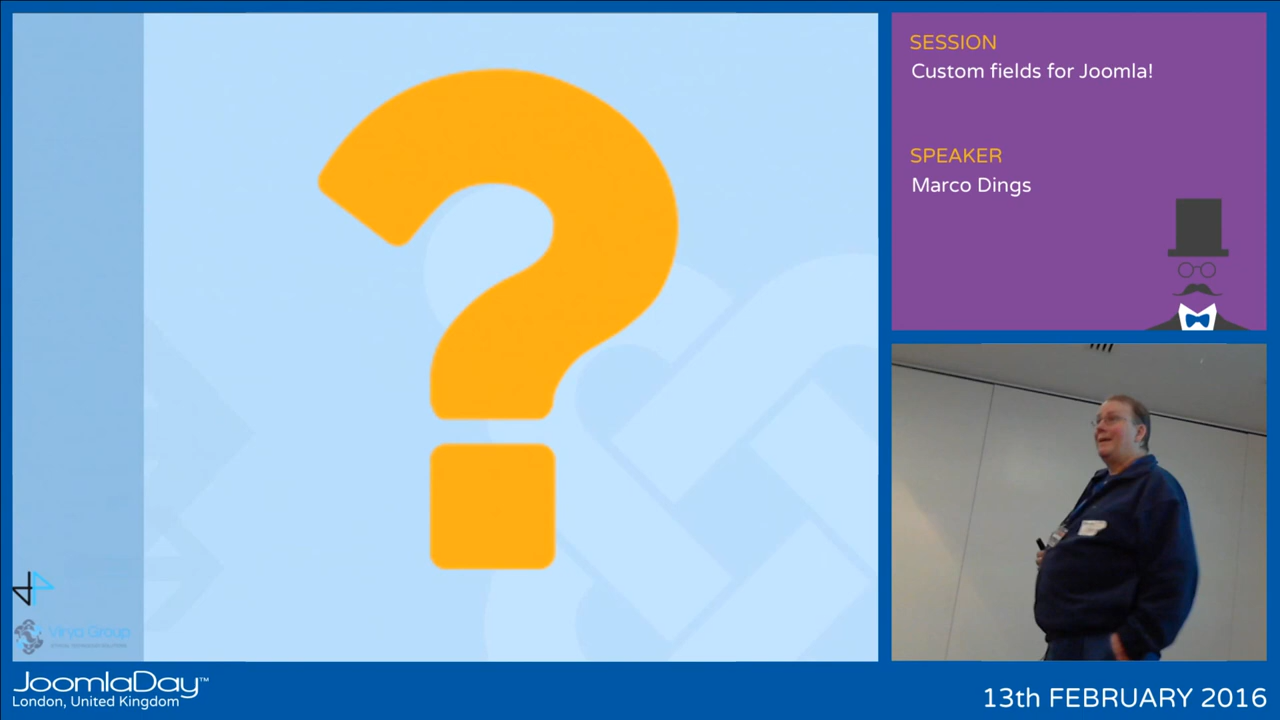 SESSION
Custom fields for Joomla!
SPEAKER
Marco Dings
Virya Group
JoomlaDay™
London, United Kingdom
13th FEBRUARY 2016